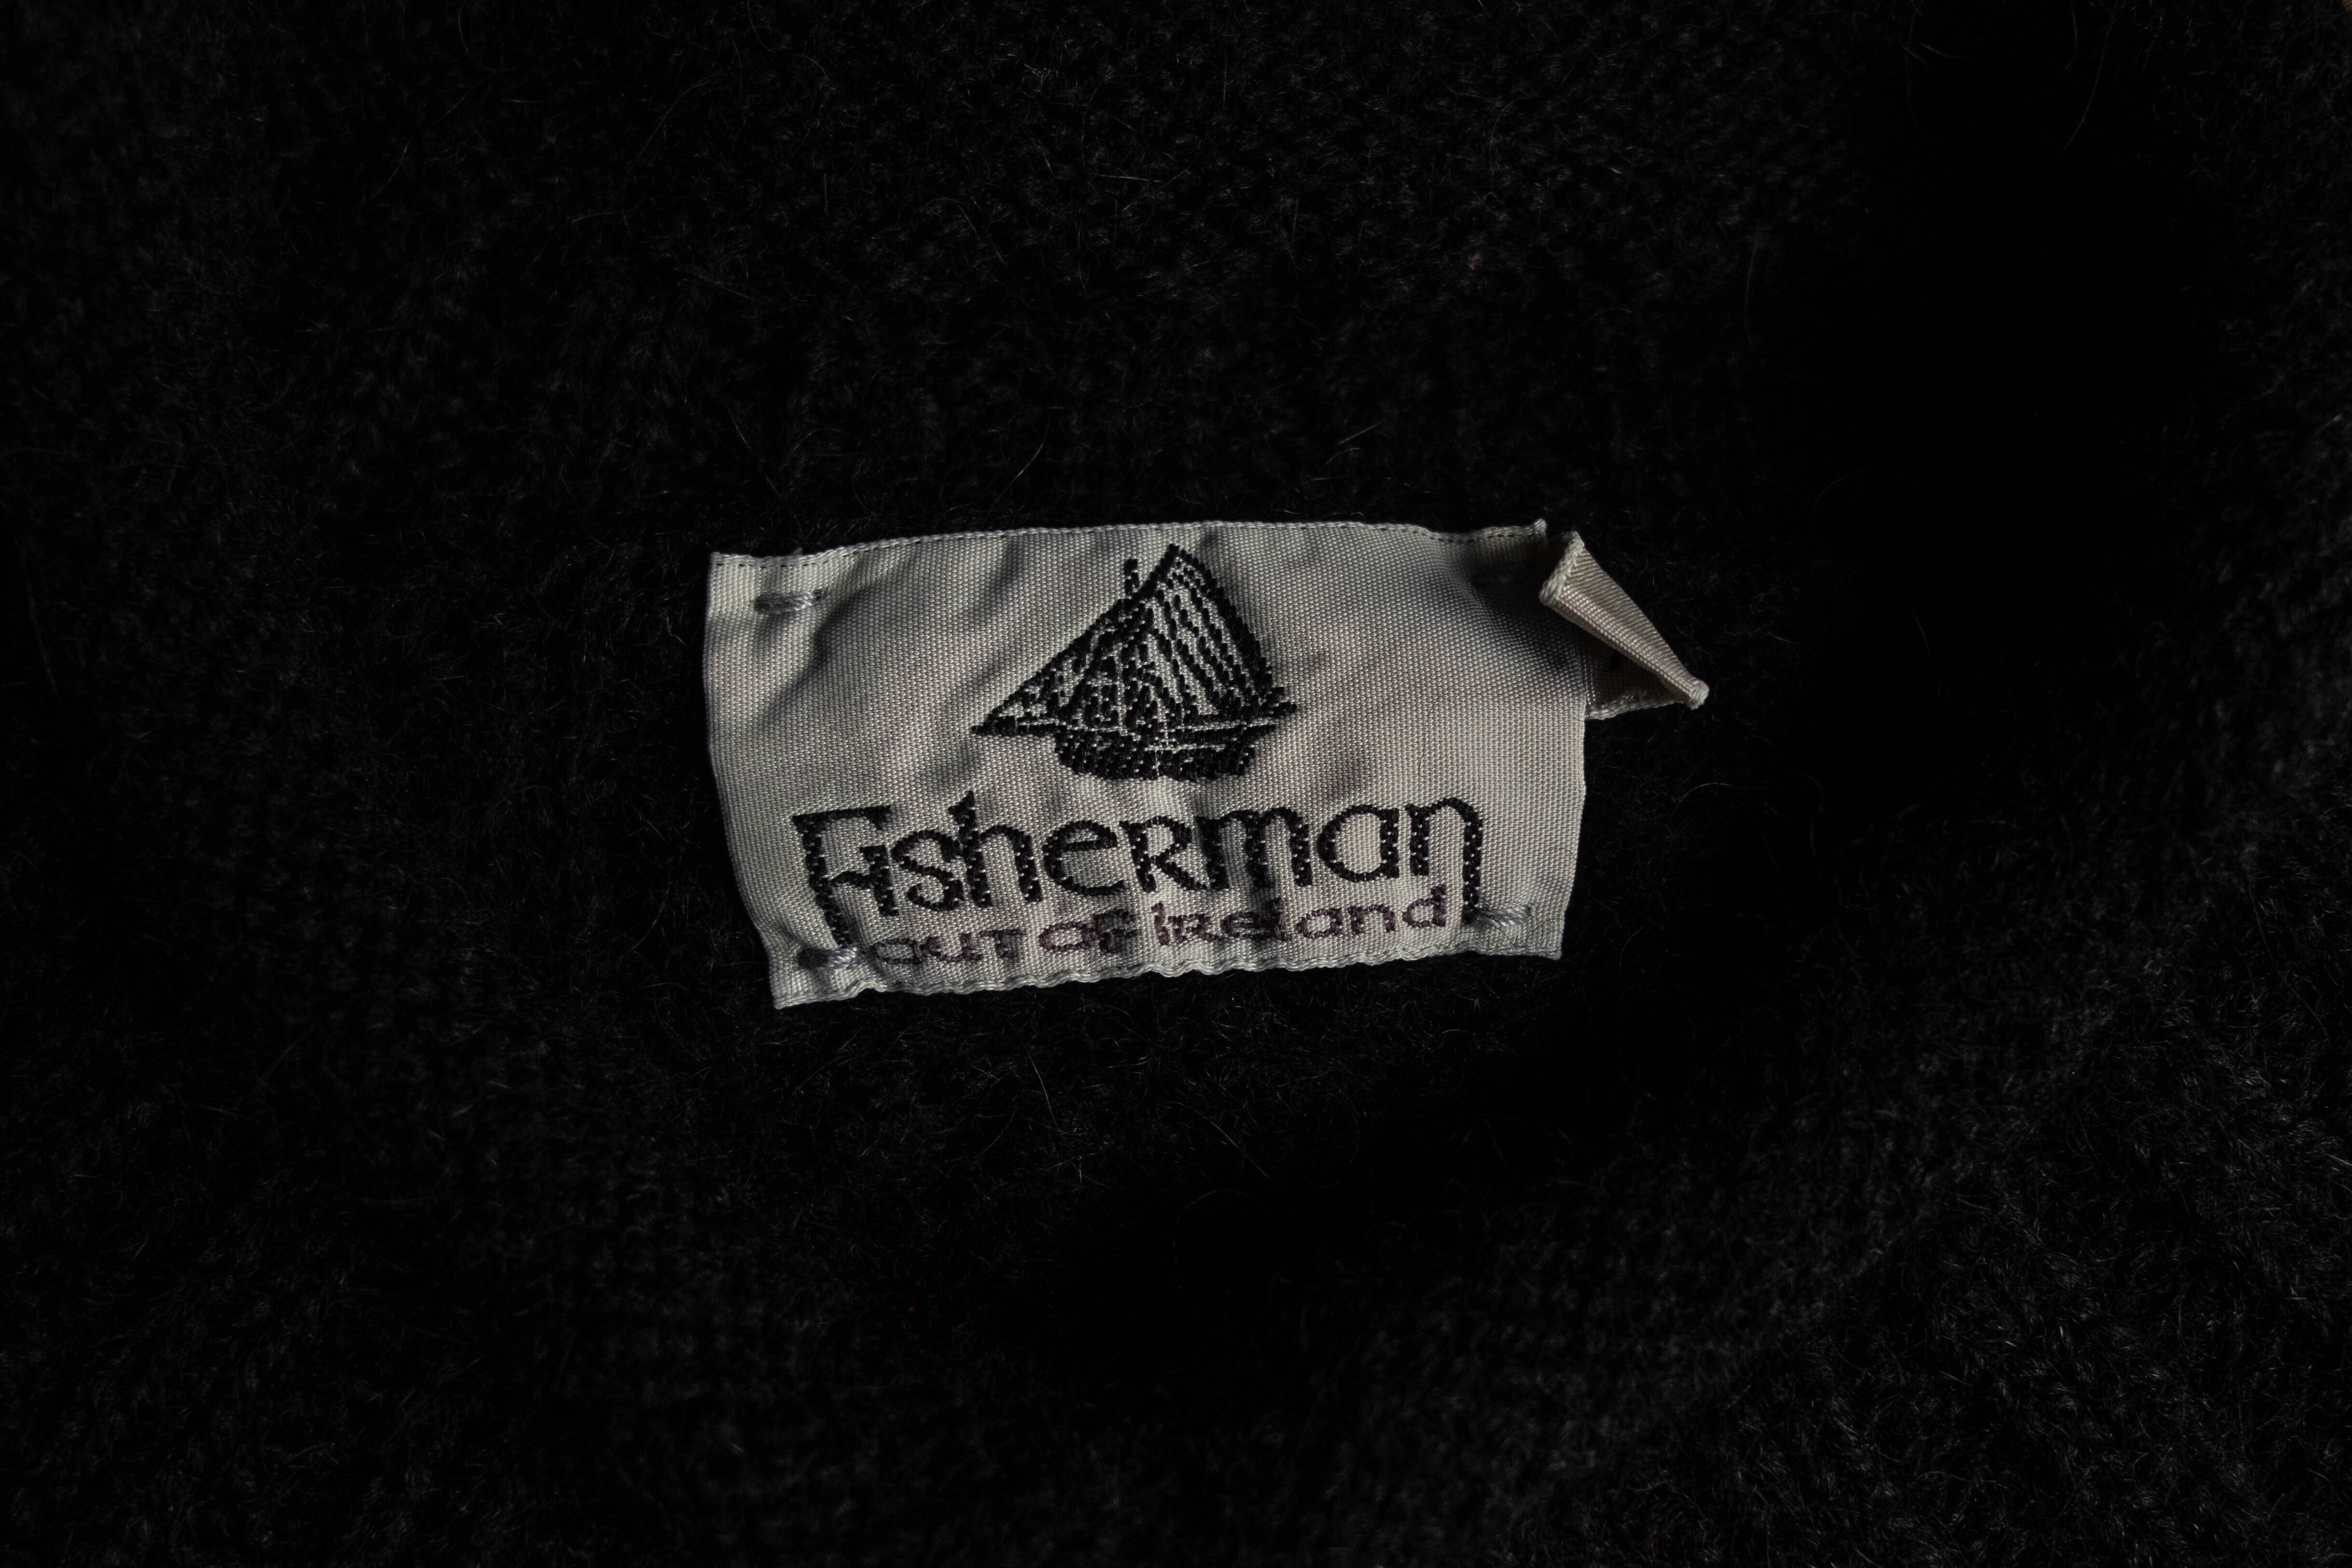 Fisherman
out of Ireland